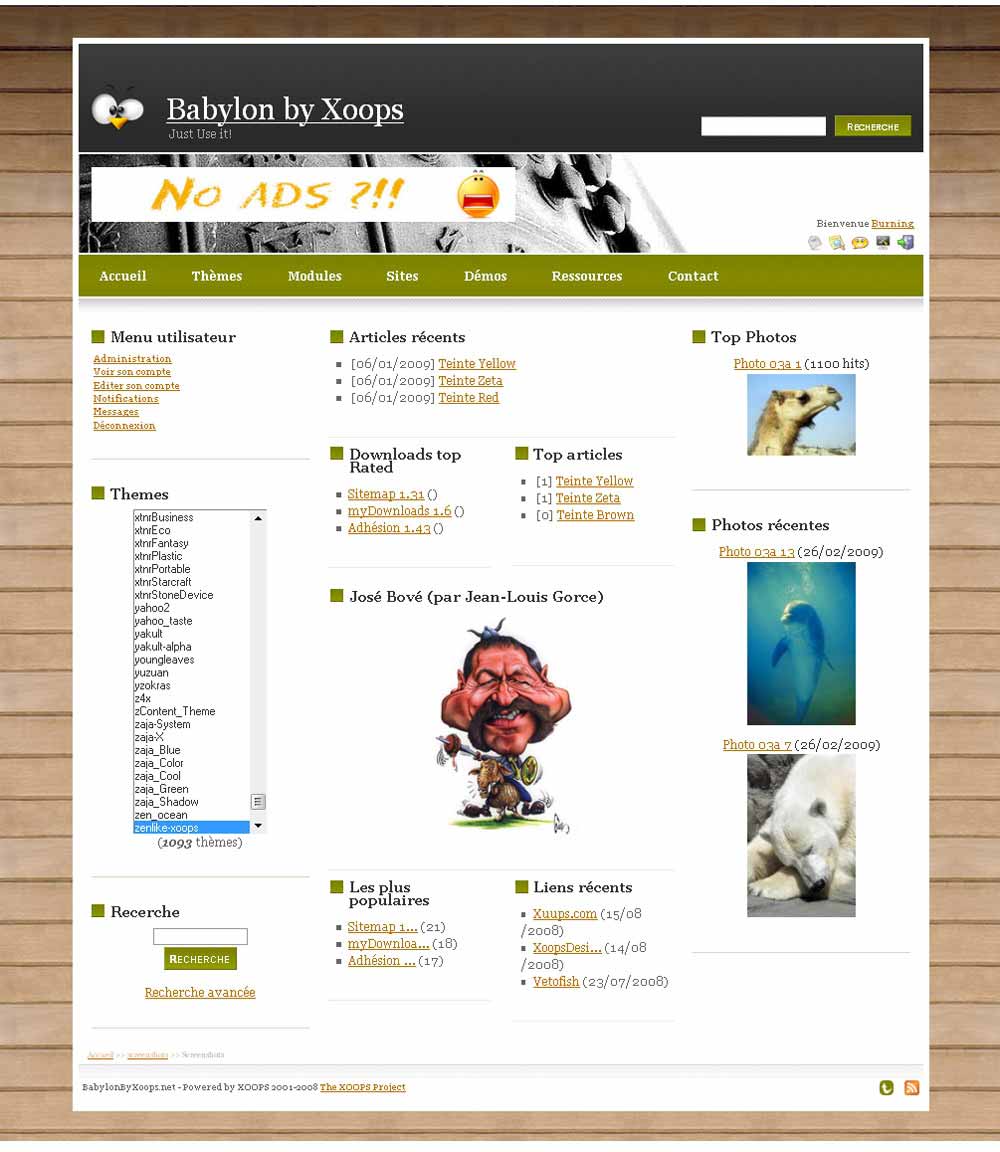 Babylon by Xoops
Just Use it!
RECHERCHE
No ADS ?!!
Bienvenue Burning
Accueil Thèmes Modules Sites Démos Ressources Contact
Menu utilisateur
Administration
Voir son compte
Editer son compte
Notifications
Messages
Déconnexion
Themes
xtnrBusiness
xtnrEco
xtnrFantasy
xtnrPlastic
xtnrPortable
xtnrStarcraft
xtnrStoneDevice
yahoo2
yahoo_taste
yakult
yakult-alpha
youngleaves
yuzuan
yzokras
z4x
zContent_Theme
zaja-System
zaja-X
zaja_Blue
zaja_Color
zaja_Cool
zaja_Green
zaja_Shadow
zen_ocean
zenlike-xoops
(1093 thèmes)
Recerche
RECHERCHE
Recherche avancée
Articles récents
[06/01/2009] Teinte Yellow
[06/01/2009] Teinte Zeta
[06/01/2009] Teinte Red
Downloads top
Rated
Sitemap 1.31 ()
myDownloads 1.6 ()
Adhésion 1.43 ()
Top articles
[1] Teinte Yellow
[1] Teinte Zeta
[0] Teinte Brown
José Bové (par Jean-Louis Gorce)
Les plus
populaires
Sitemap 1... (21)
myDownloa... (18)
Adhésion ... (17)
Liens récents
Xuups.com (15/08
/2008)
XoopsDesi... (14/08
/2008)
Vetofish (23/07/2008)
Top Photos
Photo 03a 1 (1100 hits)
Photos récentes
Photo 03a 13 (26/02/2009)
Photo 03a 7 (26/02/2009)
Accueil >> screenshots >> Screenshots
BabylonByXoops.net - Powered by XOOPS 2001-2008 The XOOPS Project